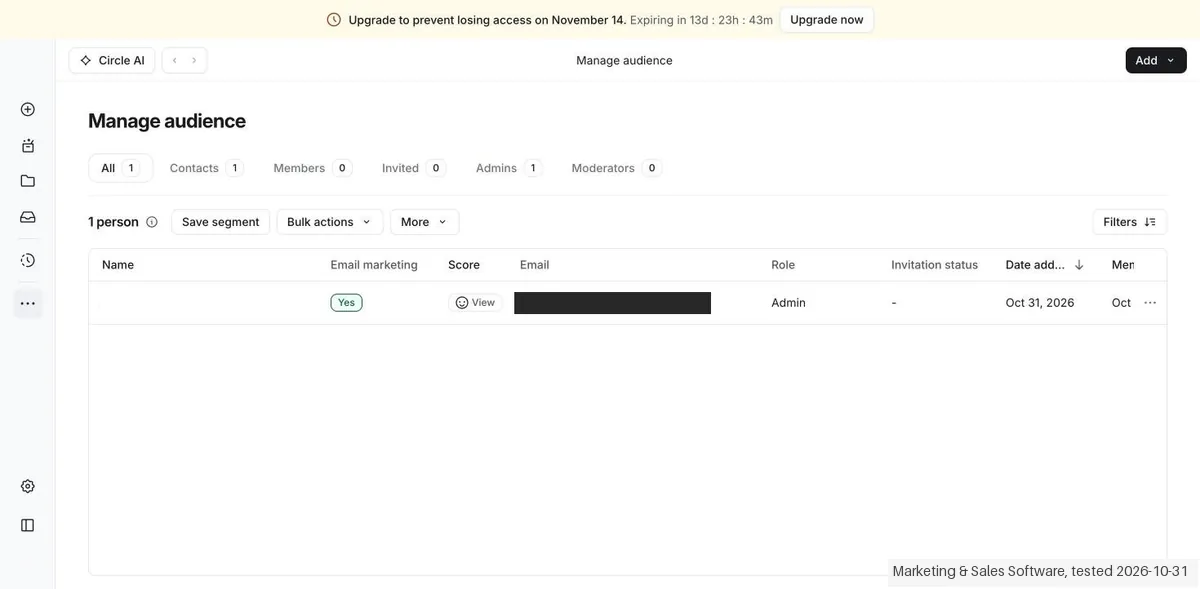 Upgrade to prevent losing access on November 14. Expiring in 13d : 23h : 43m Upgrade now
Circle AI Manage audience Add
Manage audience
All 1 Contacts 1 Members 0 Invited 0 Admins 1 Moderators 0
1 person Save segment Bulk actions More Filters
Name Email marketing Score Email Role Invitation status Date add... Men
Yes View Admin - Oct 31, 2026 Oct
Marketing & Sales Software, tested 2026-10-31